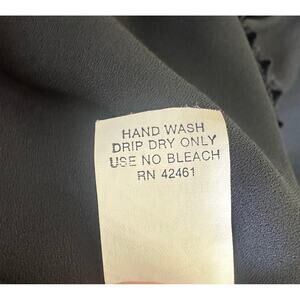 HAND WASH
DRIP DRY ONLY
USE NO BLEACH
RN 42461